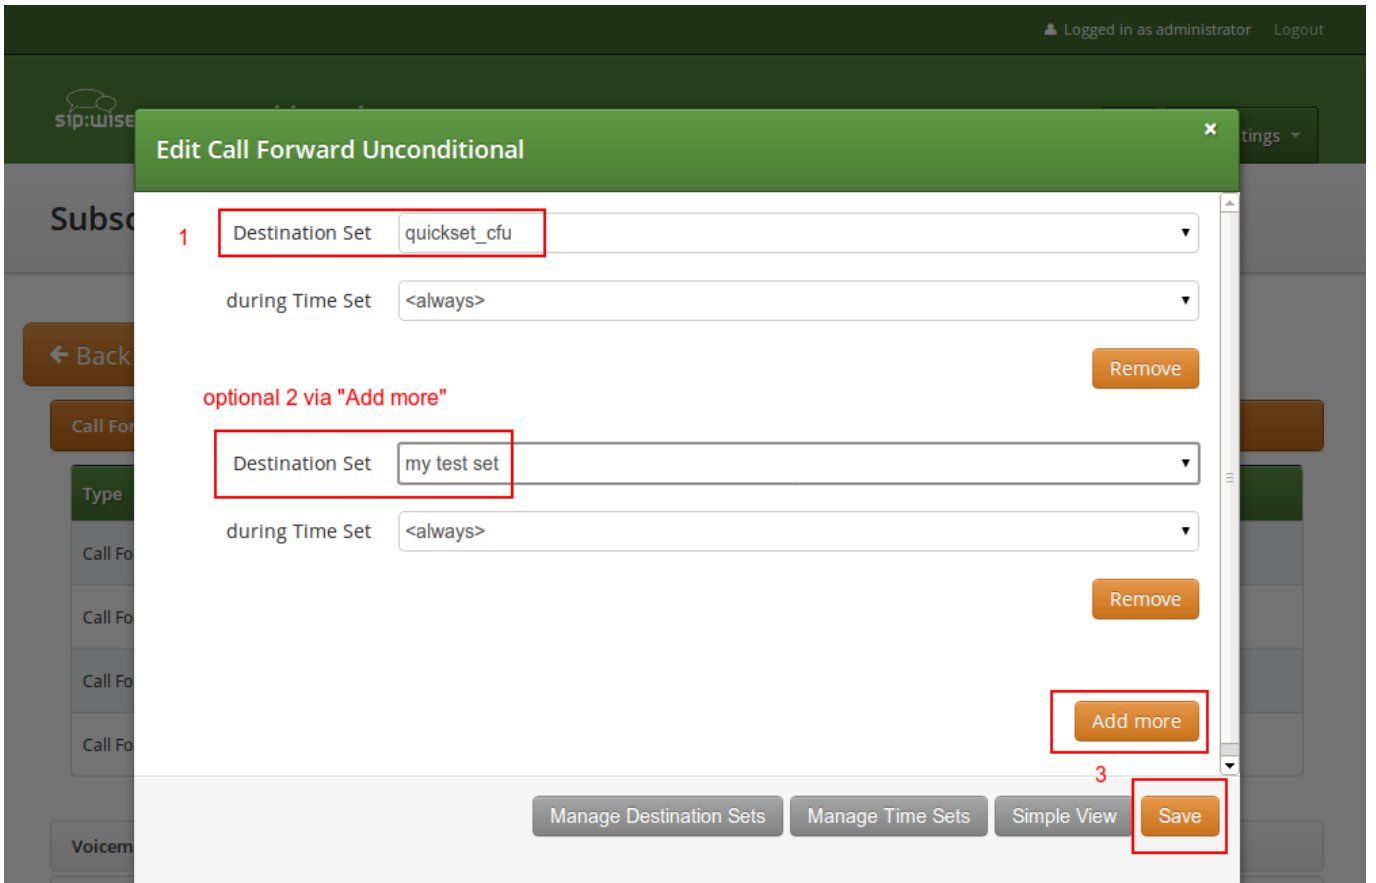 Logged in as administrator Logout
sip:wise
tings
Edit Call Forward Unconditional ×
Subsc
1 Destination Set quickset_cfu
during Time Set <always>
← Back
Remove
optional 2 via "Add more"
Call For
Destination Set my test set
Type
during Time Set <always>
Call Fo
Remove
Call Fo
Call Fo
Add more
Call Fo
3
Manage Destination Sets Manage Time Sets Simple View Save
Voicem